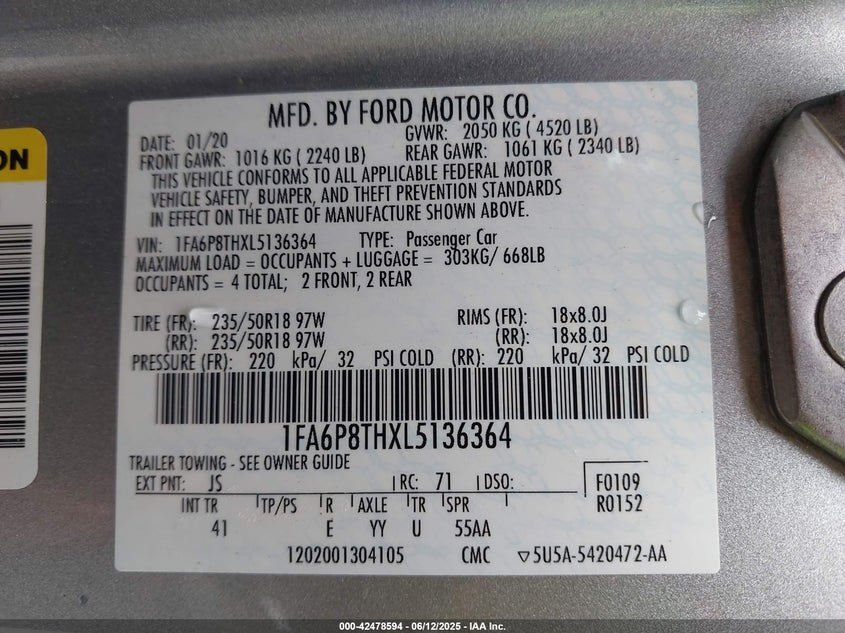 ON
MFD. BY FORD MOTOR CO.
DATE: 01/20 GVWR: 2050 KG ( 4520 LB)
FRONT GAWR: 1016 KG ( 2240 LB) REAR GAWR: 1061 KG ( 2340 LB)
THIS VEHICLE CONFORMS TO ALL APPLICABLE FEDERAL MOTOR
VEHICLE SAFETY, BUMPER, AND THEFT PREVENTION STANDARDS
IN EFFECT ON THE DATE OF MANUFACTURE SHOWN ABOVE.
VIN: 1FA6P8THXL5136364 TYPE: Passenger Car
MAXIMUM LOAD = OCCUPANTS + LUGGAGE = 303KG/ 668LB
OCCUPANTS = 4 TOTAL; 2 FRONT, 2 REAR
TIRE (FR): 235/50R18 97W RIMS (FR): 18x8.0J
(RR): 235/50R18 97W (RR): 18x8.0J
PRESSURE (FR): 220 kPa/ 32 PSI COLD (RR): 220 kPa/ 32 PSI COLD
1FA6P8THXL5136364
TRAILER TOWING - SEE OWNER GUIDE
EXT PNT: JS RC: 71 DSO: F0109
INT TR TP/PS R AXLE TR SPR R0152
41 E YY U 55AA
1202001304105 CMC ▽5U5A-5420472-AA
000-42478594 - 06/12/2025 - IAA Inc.